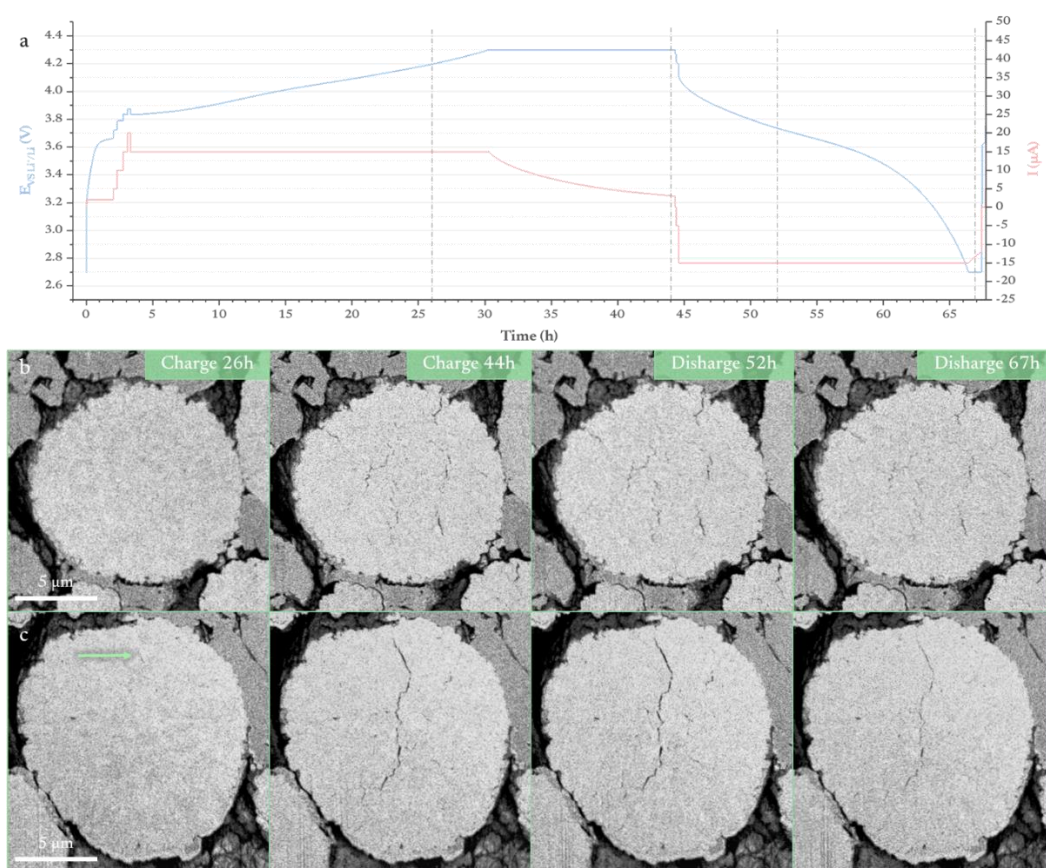 a
4.4
4.2
4.0
3.8
3.6
3.4
3.2
3.0
2.8
2.6
E VS Li+/Li (V)
50
45
40
35
30
25
20
15
10
5
0
-5
-10
-15
-20
-25
I (μA)
0 5 10 15 20 25 30 35 40 45 50 55 60 65
Time (h)
b Charge 26h Charge 44h Disharge 52h Disharge 67h
5 μm
c
5 μm